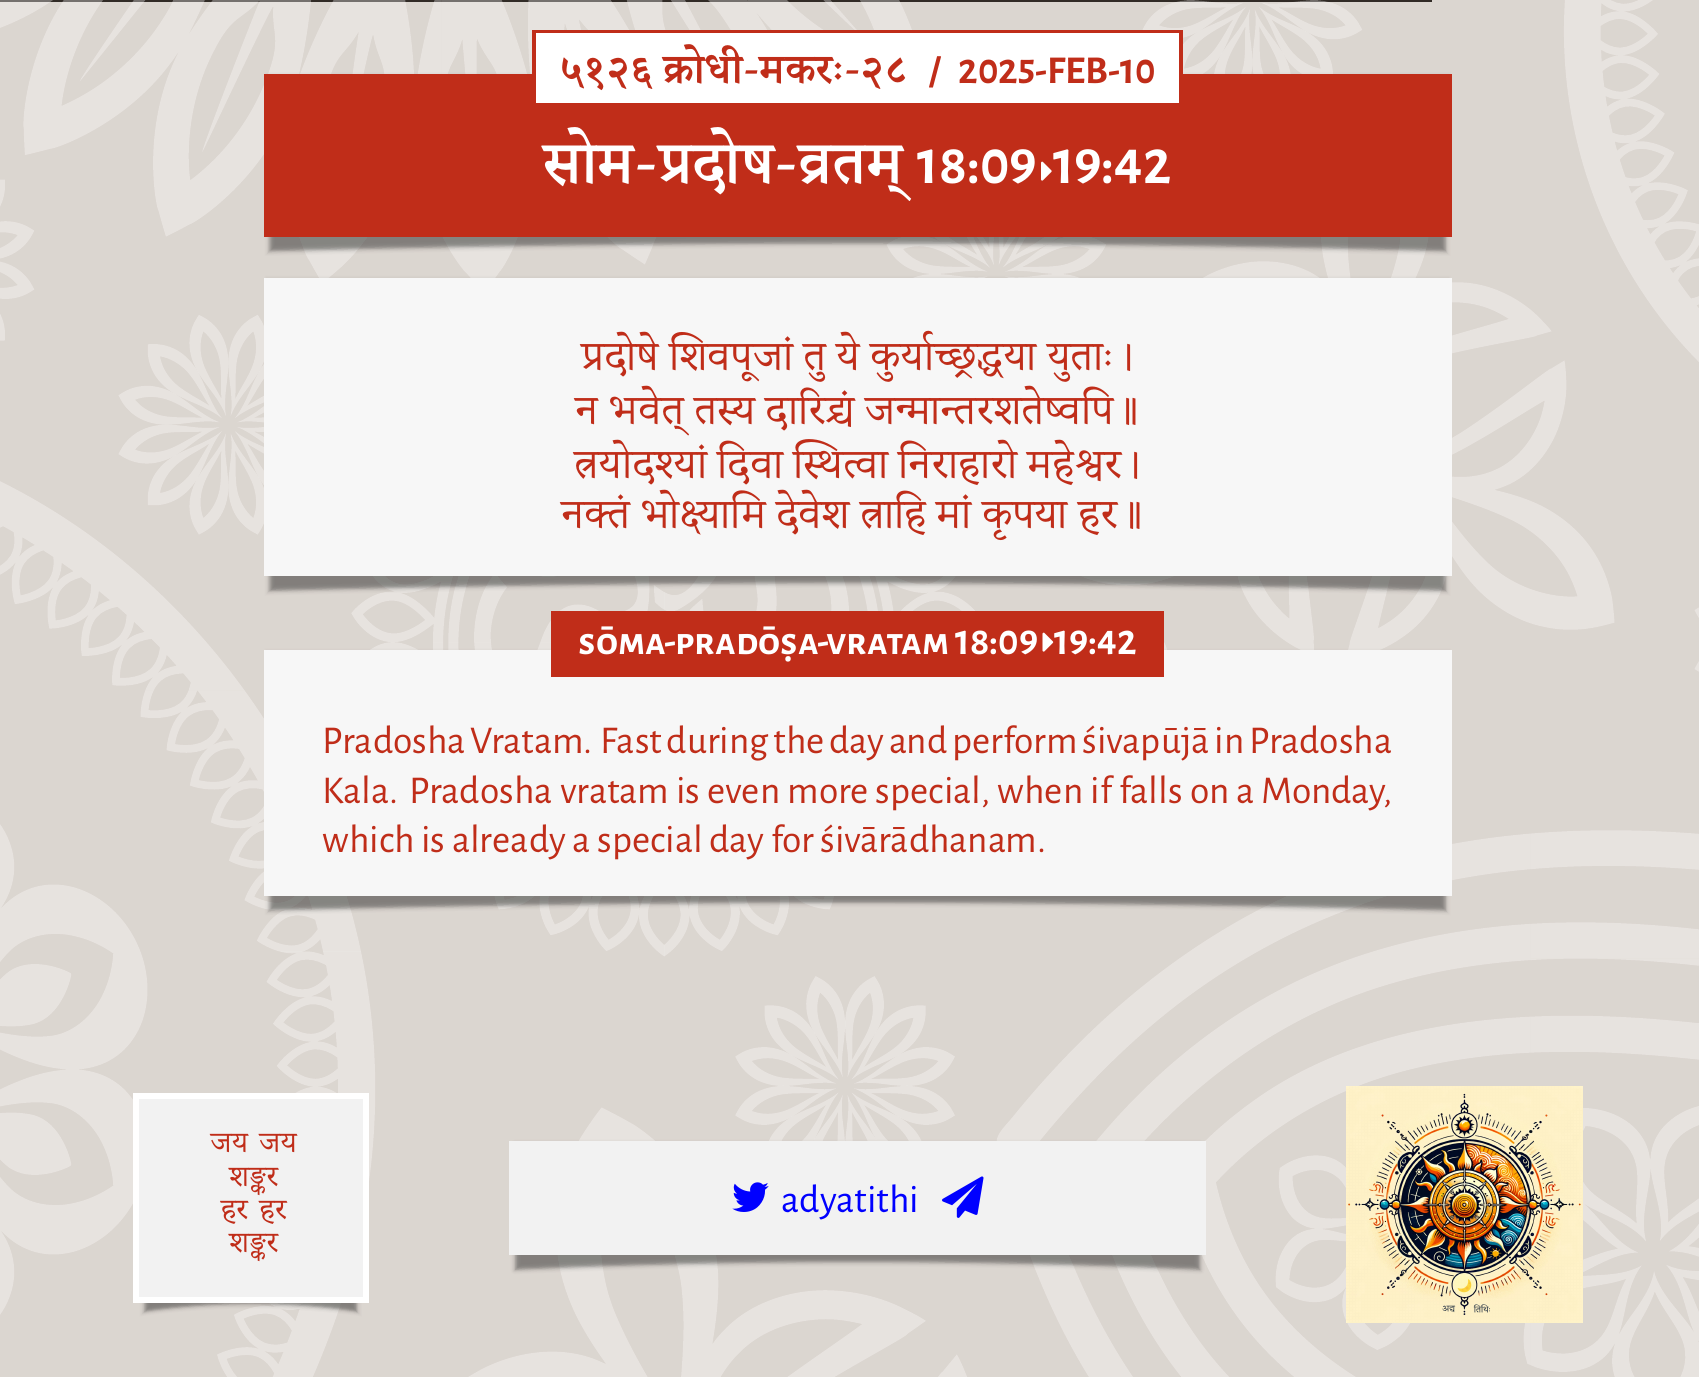 ५१२६ क्रोधी-मकरः-२८ / 2025-FEB-10
सोम-प्रदोष-व्रतम् 18:09▸19:42
प्रदोषे शिवपूजां तु ये कुर्याच्छ्रद्धया युताः।
न भवेत् तस्य दारिद्र्यं जन्मान्तरशतेष्वपि॥
त्रयोदश्यां दिवा स्थित्वा निराहारो महेश्वर।
नक्तं भोक्ष्यामि देवेश त्राहि मां कृपया हर॥
SŌMA-PRADŌṢA-VRATAM 18:09▸19:42
Pradosha Vratam. Fast during the day and perform śivapūjā in Pradosha
Kala. Pradosha vratam is even more special, when if falls on a Monday,
which is already a special day for śivārādhanam.
जय जय
शङ्कर
हर हर
शङ्कर
adyatithi
अद्य तिथिः